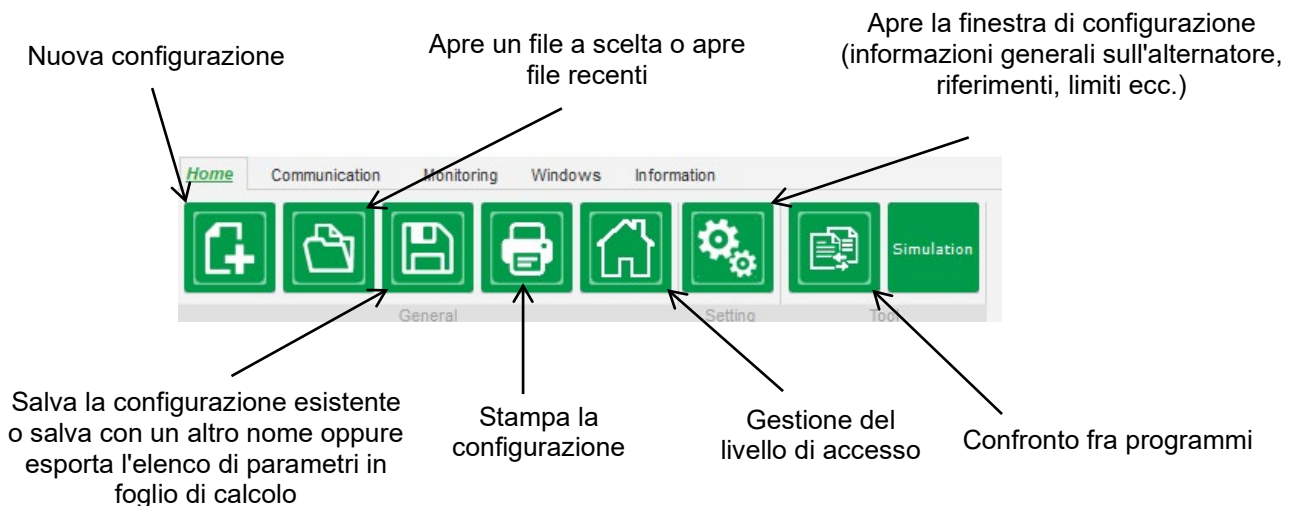 Apre la finestra di configurazione
(informazioni generali sull'alternatore,
riferimenti, limiti ecc.)
Nuova configurazione
Apre un file a scelta o apre
file recenti
Home Communication Monitoring Windows Information
Simulation
General Setting Tool
Salva la configurazione esistente
o salva con un altro nome oppure
esporta l'elenco di parametri in
foglio di calcolo
Stampa la
configurazione
Gestione del
livello di accesso
Confronto fra programmi